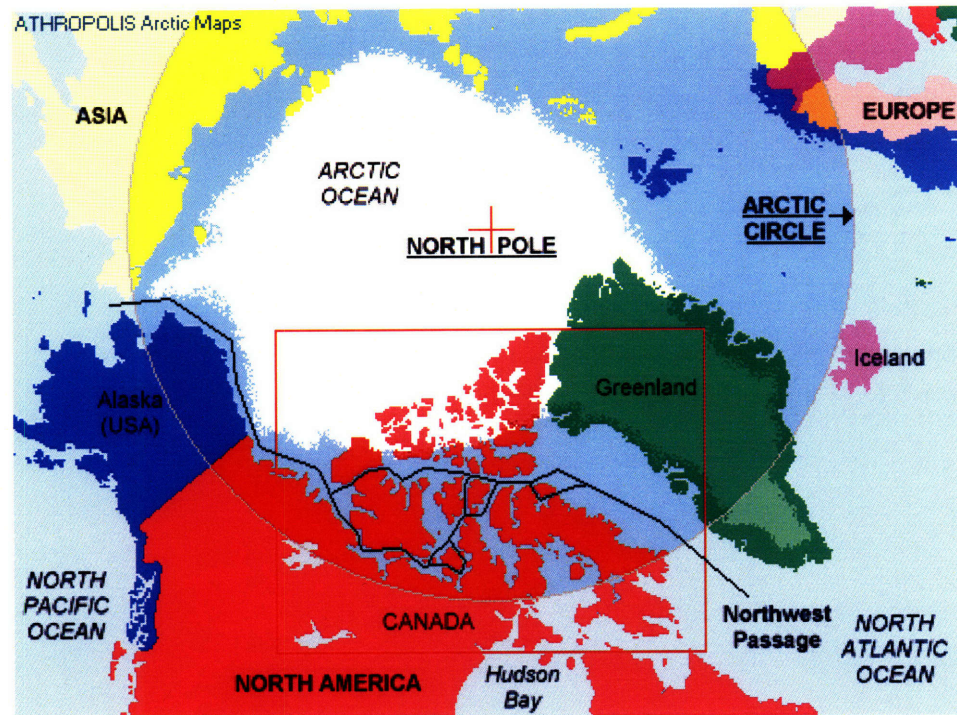 ATHROPOLIS Arctic Maps
ASIA
EUROPE
ARCTIC
OCEAN
ARCTIC
CIRCLE
NORTH POLE
Iceland
Greenland
Alaska
(USA)
NORTH
PACIFIC
OCEAN
CANADA
Northwest
Passage
NORTH
ATLANTIC
OCEAN
NORTH AMERICA
Hudson
Bay